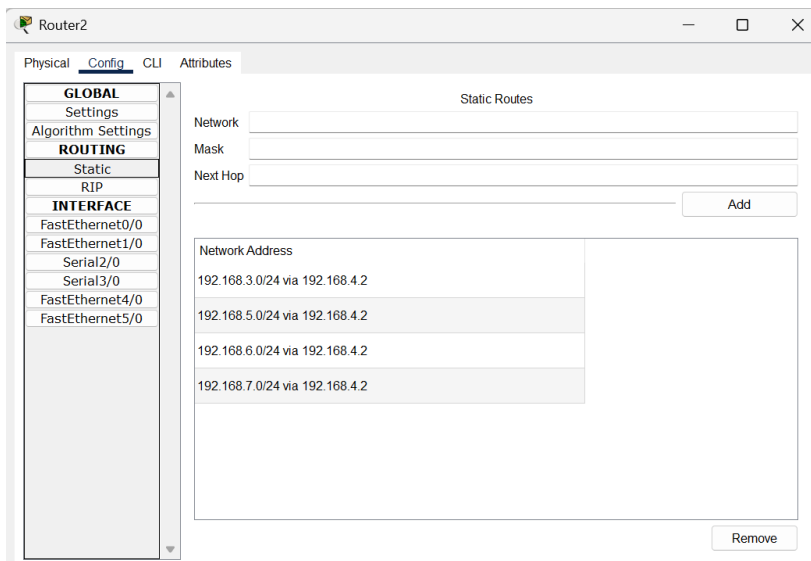 Router2
Physical Config CLI Attributes
GLOBAL
Settings
Algorithm Settings
ROUTING
Static
RIP
INTERFACE
FastEthernet0/0
FastEthernet1/0
Serial2/0
Serial3/0
FastEthernet4/0
FastEthernet5/0
Static Routes
Network
Mask
Next Hop
Add
Network Address
192.168.3.0/24 via 192.168.4.2
192.168.5.0/24 via 192.168.4.2
192.168.6.0/24 via 192.168.4.2
192.168.7.0/24 via 192.168.4.2
Remove